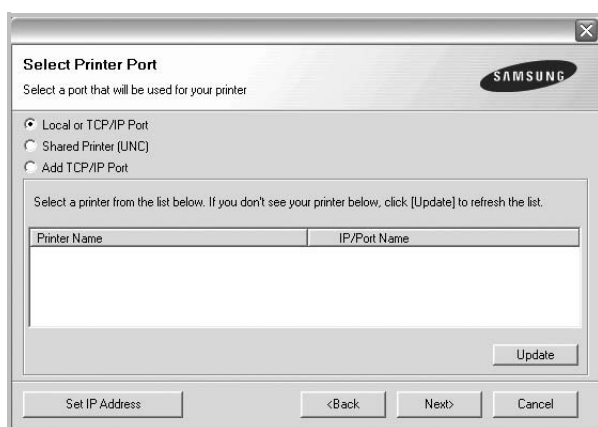 Select Printer Port
Select a port that will be used for your printer
SAMSUNG
Local or TCP/IP Port
Shared Printer (UNC)
Add TCP/IP Port
Select a printer from the list below. If you don't see your printer below, click [Update] to refresh the list.
Printer Name IP/Port Name
Update
Set IP Address <Back Next> Cancel